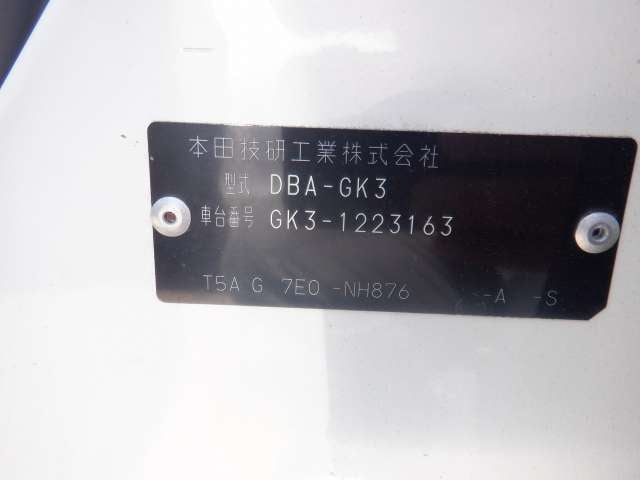 本田技研工業株式会社
型式 DBA-GK3
車台番号 GK3-1223163
T5A G 7E0 -NH876 -A -S